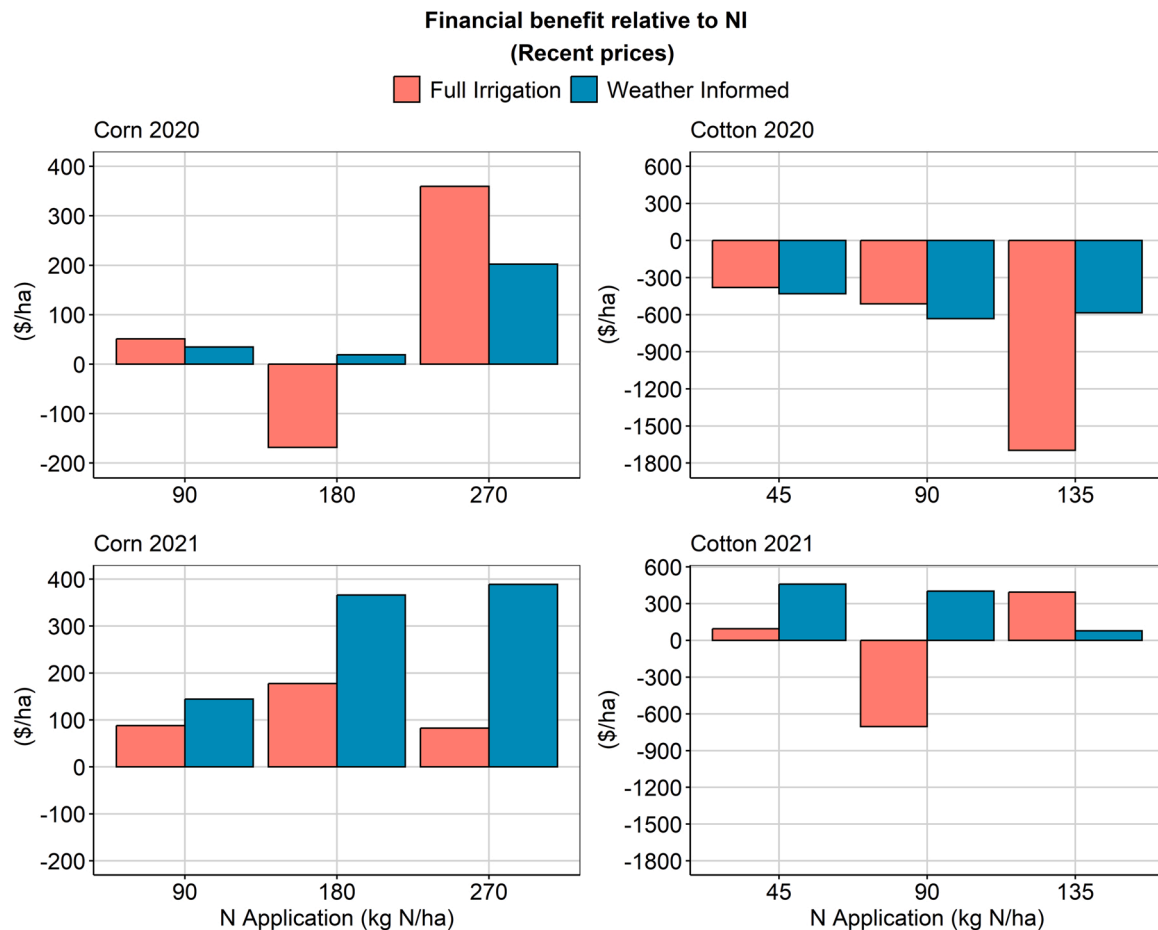 Financial benefit relative to NI
(Recent prices)
Full Irrigation Weather Informed
Corn 2020
400
300
200
100
0
-100
-200
($/ha)
90 180 270
Cotton 2020
600
300
0
-300
-600
-900
-1200
-1500
-1800
($/ha)
45 90 135
Corn 2021
400
300
200
100
0
-100
-200
($/ha)
90 180 270
N Application (kg N/ha)
Cotton 2021
600
300
0
-300
-600
-900
-1200
-1500
-1800
($/ha)
45 90 135
N Application (kg N/ha)